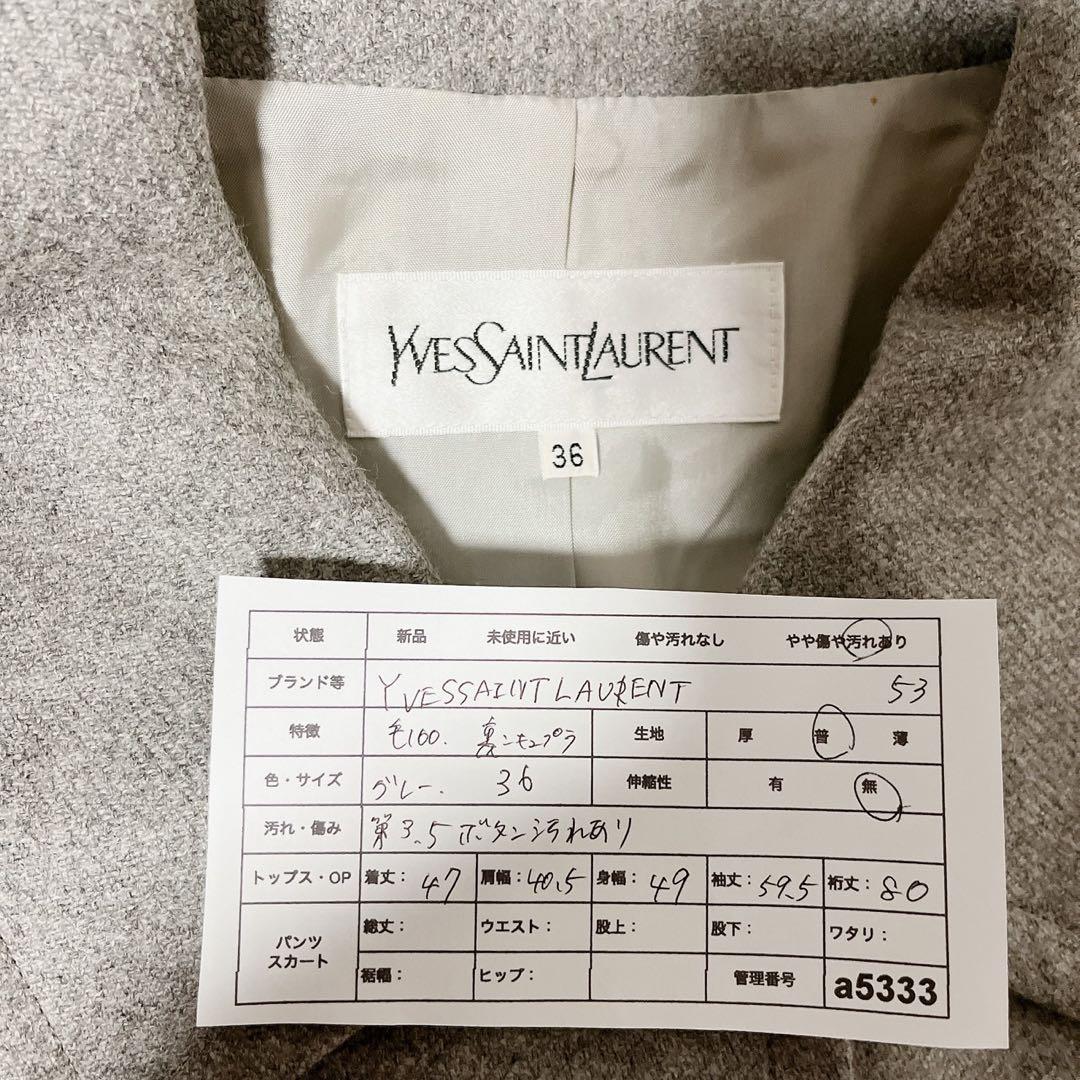 YVESSAINTLAURENT
36
状態 新品 未使用に近い 傷や汚れなし やや傷や汚れあり
ブランド等 YVESSAINTLAURENT 53
特徴 毛100. 裏:キュプラ 生地 厚 普 薄
色・サイズ グレー. 36 伸縮性 有 無
汚れ・傷み 第3.5ボタン汚れあり
トップス・OP 着丈: 47 肩幅: 40.5 身幅: 49 袖丈: 59.5 裄丈: 80
パンツ スカート 総丈: ウエスト: 股上: 股下: ワタリ:
裾幅: ヒップ: 管理番号 a5333